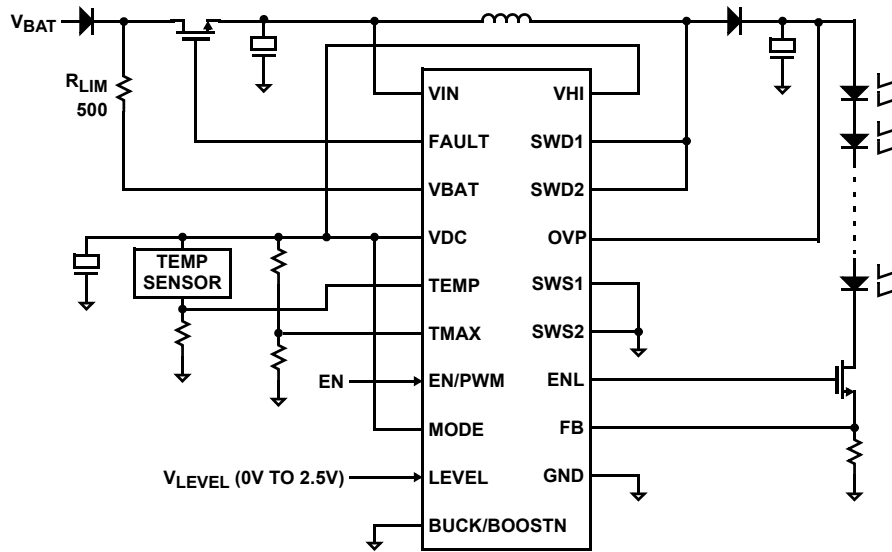 VBAT
RLIM
500
VIN
VHI
FAULT
SWD1
VBAT
SWD2
VDC
OVP
TEMP
SENSOR
TEMP
SWS1
TMAX
SWS2
EN
EN/PWM
ENL
MODE
FB
VLEVEL (0V TO 2.5V)
LEVEL
GND
BUCK/BOOSTN